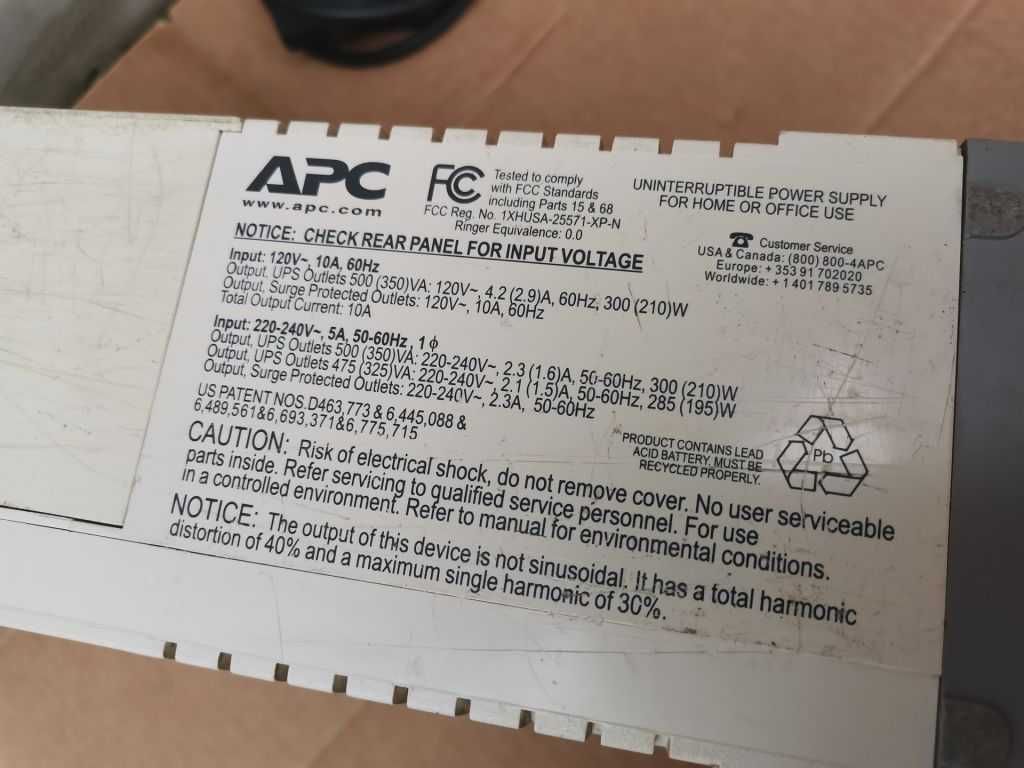 APC
www.apc.com
FC Tested to comply
with FCC Standards
including Parts 15 & 68
FCC Reg. No. 1XHUSA-25571-XP-N
Ringer Equivalence: 0.0
UNINTERRUPTIBLE POWER SUPPLY
FOR HOME OR OFFICE USE
Customer Service
USA & Canada: (800) 800-4APC
Europe: + 353 91 702020
Worldwide: + 1 401 789 5735
NOTICE: CHECK REAR PANEL FOR INPUT VOLTAGE
Input: 120V~, 10A, 60Hz
Output, UPS Outlets 500 (350)VA: 120V~, 4.2 (2.9)A, 60Hz, 300 (210)W
Output, Surge Protected Outlets: 120V~, 10A, 60Hz
Total Output Current: 10A
Input: 220-240V~, 5A, 50-60Hz, 1 ϕ
Output, UPS Outlets 500 (350)VA: 220-240V~, 2.3 (1.6)A, 50-60Hz, 300 (210)W
Output, UPS Outlets 475 (325)VA: 220-240V~, 2.1 (1.5)A, 50-60Hz, 285 (195)W
Output, Surge Protected Outlets: 220-240V~, 2.3A, 50-60Hz
US PATENT NOS. D463,773 & 6,445,088 &
6,489,561&6,693,371&6,775,715
PRODUCT CONTAINS LEAD
ACID BATTERY. MUST BE
RECYCLED PROPERLY.
Pb
CAUTION: Risk of electrical shock, do not remove cover. No user serviceable
parts inside. Refer servicing to qualified service personnel. For use
in a controlled environment. Refer to manual for environmental conditions.
NOTICE: The output of this device is not sinusoidal. It has a total harmonic
distortion of 40% and a maximum single harmonic of 30%.